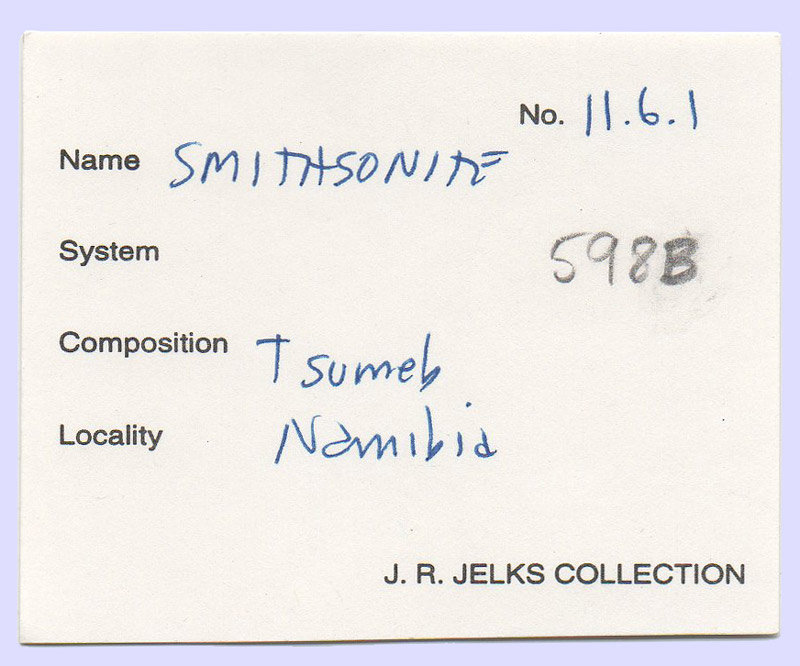 No. 11.6.1
Name SMITHSONITE
System 598B
Composition Tsumeb
Locality Namibia
J. R. JELKS COLLECTION